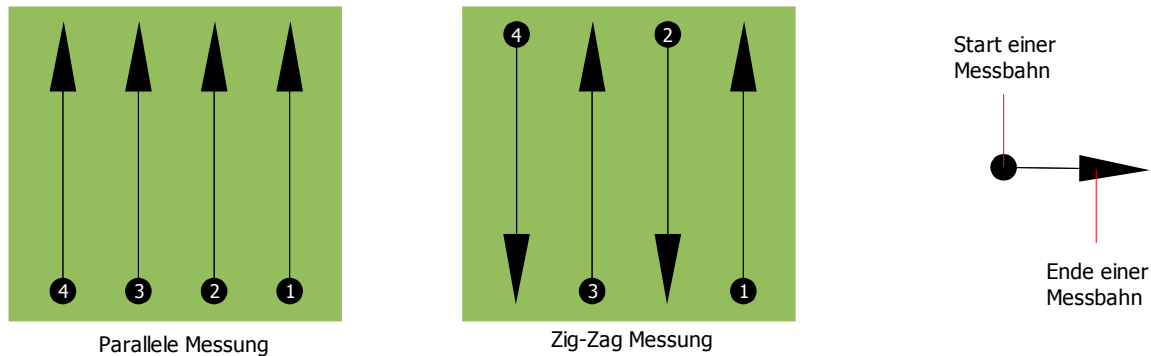 4 3 2 1
Parallele Messung
4 2
3 1
Zig-Zag Messung
Start einer
Messbahn
Ende einer
Messbahn